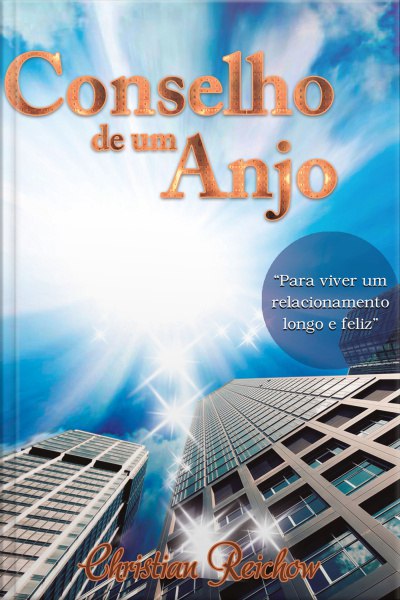 Conselho
de um
Anjo
“Para viver um
relacionamento
longo e feliz”
Christian Reichow